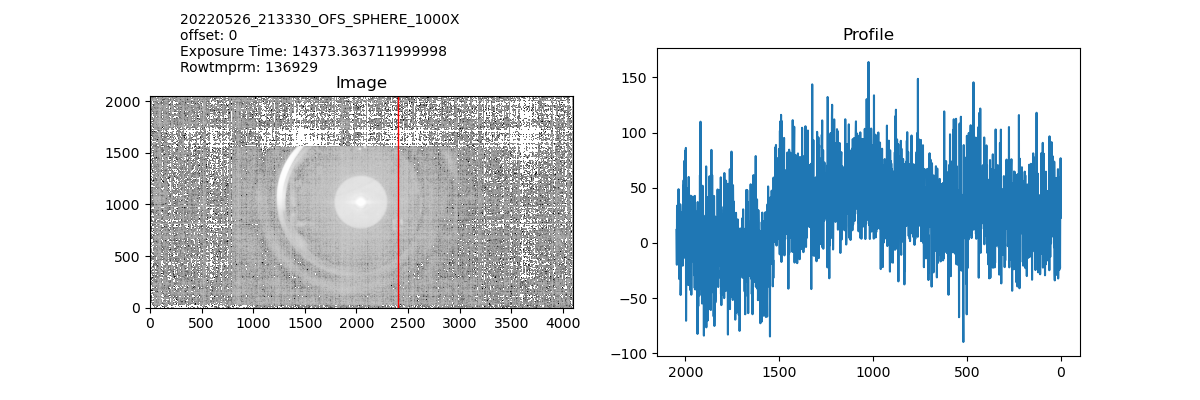 20220526_213330_OFS_SPHERE_1000X
offset: 0
Exposure Time: 14373.363711999998
Rowtmprm: 136929
Image
2000
1500
1000
500
0
0 500 1000 1500 2000 2500 3000 3500 4000
Profile
150
100
50
0
−50
−100
2000 1500 1000 500 0